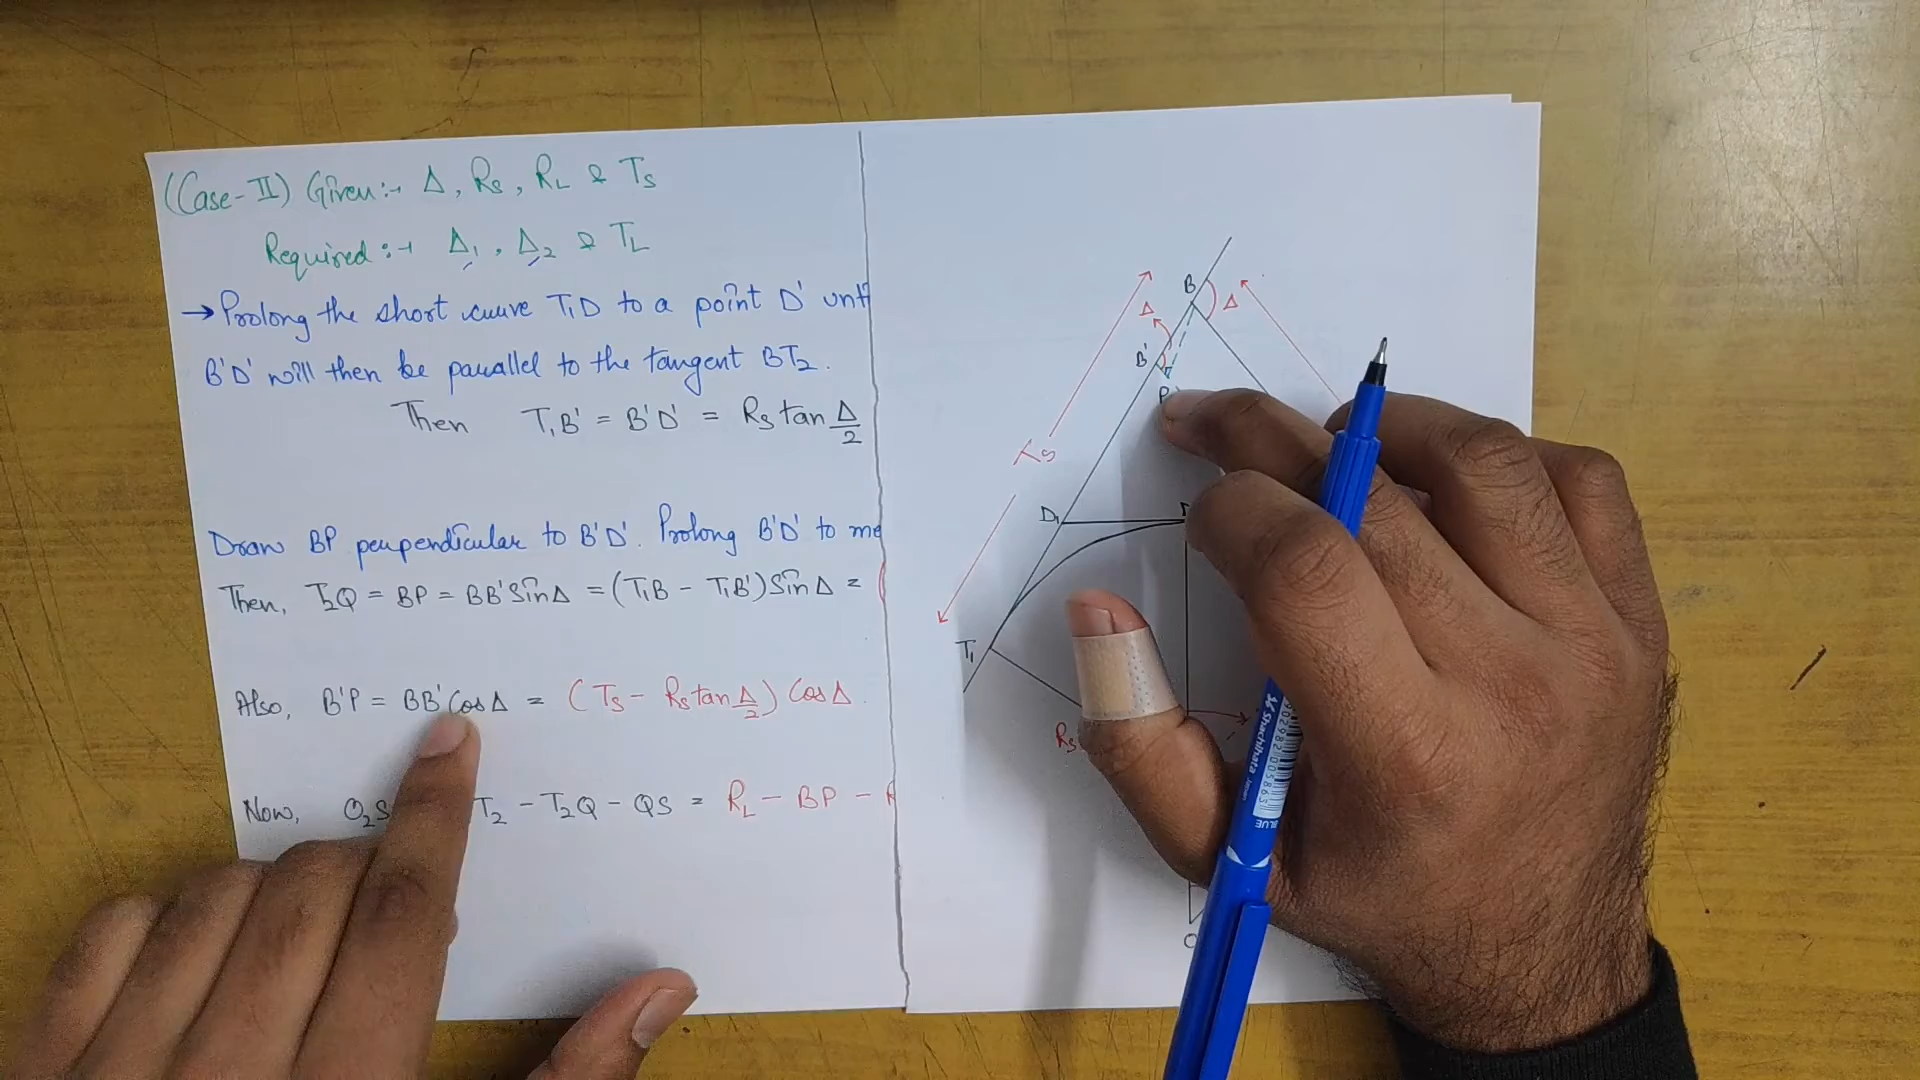 (Case-II) Given:- Δ, Rs, RL & Ts
Required:- Δ1, Δ2 & TL
→ Prolong the short curve T1D to a point D'
B'D' will then be parallel to the tangent BT2.
Then T1B' = B'D' = Rs tan Δ/2
Draw BP perpendicular to B'D'. Prolong B'D' to
Then, T2Q = BP = BB' Sin Δ = (T1B - T1B') Sin Δ =
Also, B'P = BB' Cos Δ = (Ts - Rs tan Δ/2) Cos Δ
Now, O2S T2 - T2Q - QS = RL - BP -
B
Δ
Δ
B'
P
Ts
D1
T1
Rs
Shachihata
BLUE